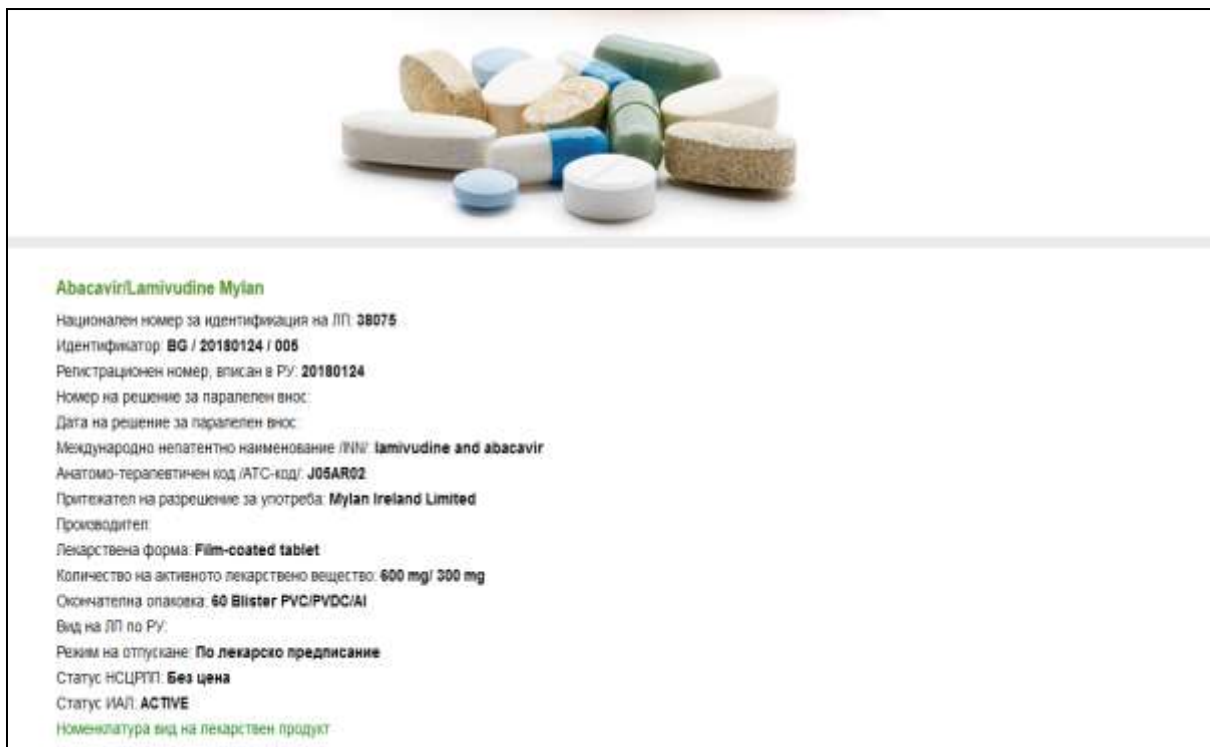 Abacavir/Lamivudine Mylan
Национален номер за идентификация на ЛП: 38075
Идентификатор: BG / 20180124 / 005
Регистрационен номер, вписан в РУ: 20180124
Номер на решение за паралелен внос:
Дата на решение за паралелен внос:
Международно непатентно наименование /INN/: lamivudine and abacavir
Анатомо-терапевтичен код /ATC-код/: J05AR02
Притежател на разрешение за употреба: Mylan Ireland Limited
Производител:
Лекарствена форма: Film-coated tablet
Количество на активното лекарствено вещество: 600 mg/ 300 mg
Окончателна опаковка: 60 Blister PVC/PVDC/Al
Вид на ЛП по РУ:
Режим на отпускане: По лекарско предписание
Статус НСЦРЛП: Без цена
Статус ИАЛ: ACTIVE
Номенклатура вид на лекарствен продукт